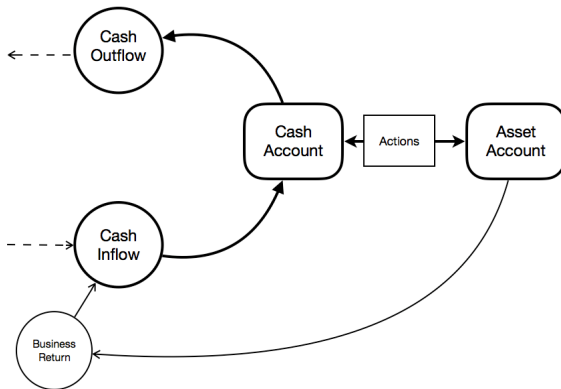 Cash
Outflow
Cash
Account
Actions
Asset
Account
Cash
Inflow
Business
Return